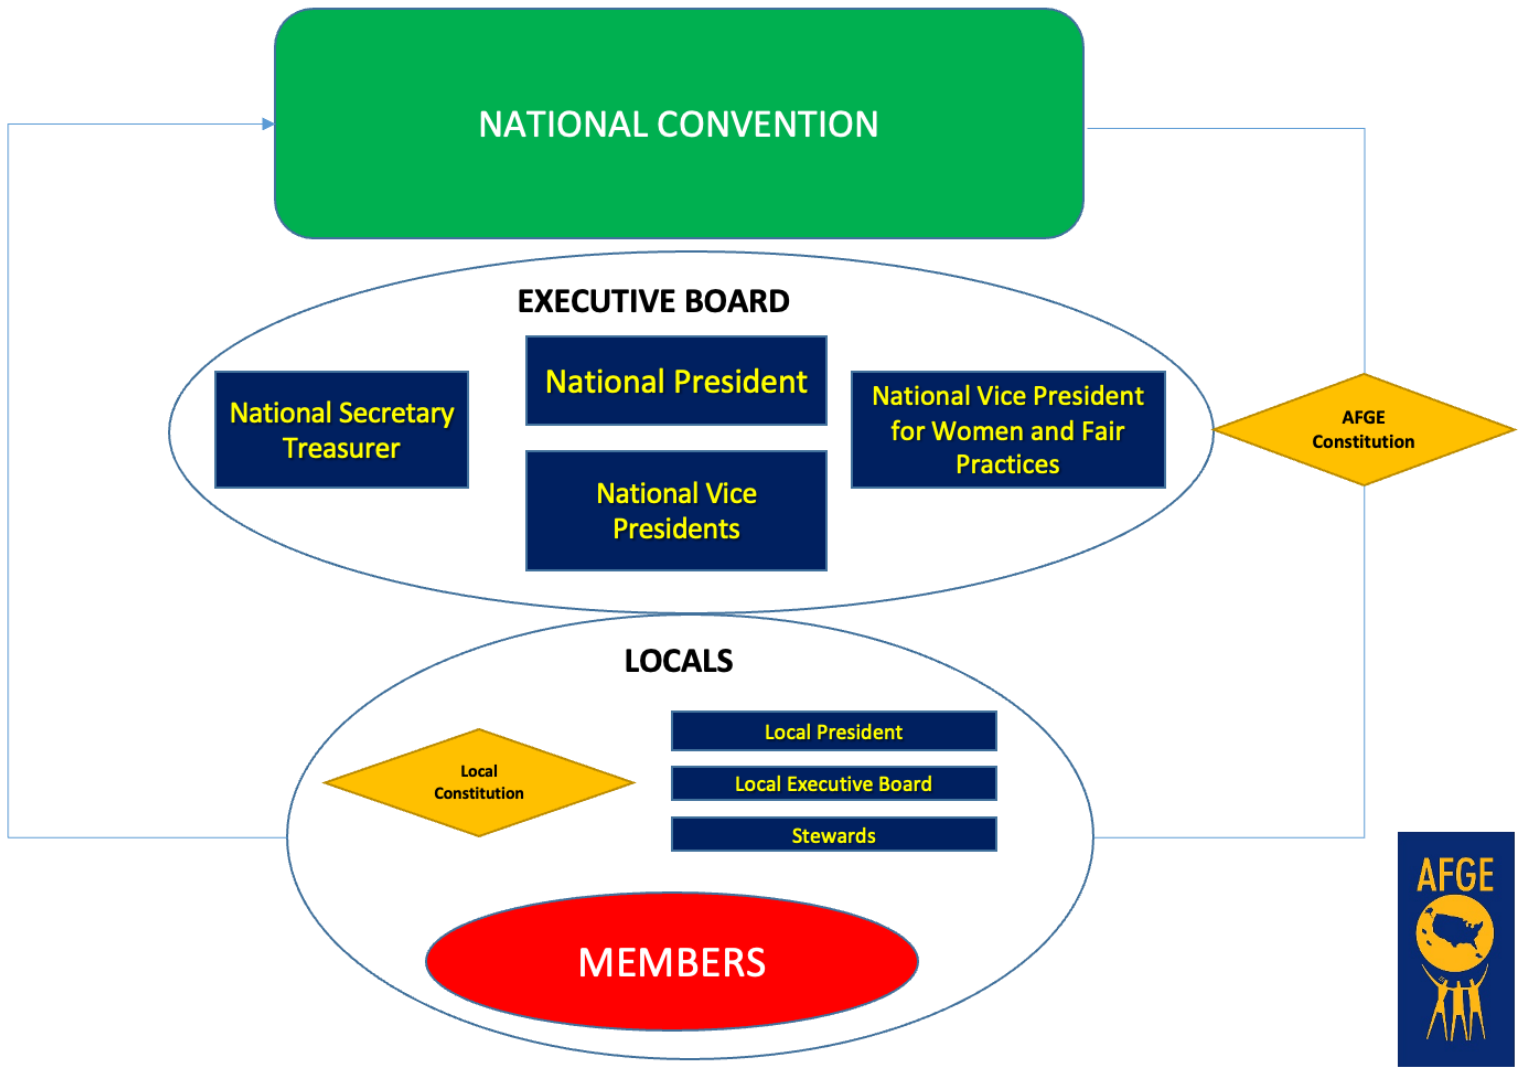 NATIONAL CONVENTION
EXECUTIVE BOARD
National President
National Secretary
Treasurer
National Vice President
for Women and Fair
Practices
National Vice
Presidents
AFGE
Constitution
LOCALS
Local
Constitution
Local President
Local Executive Board
Stewards
MEMBERS
AFGE